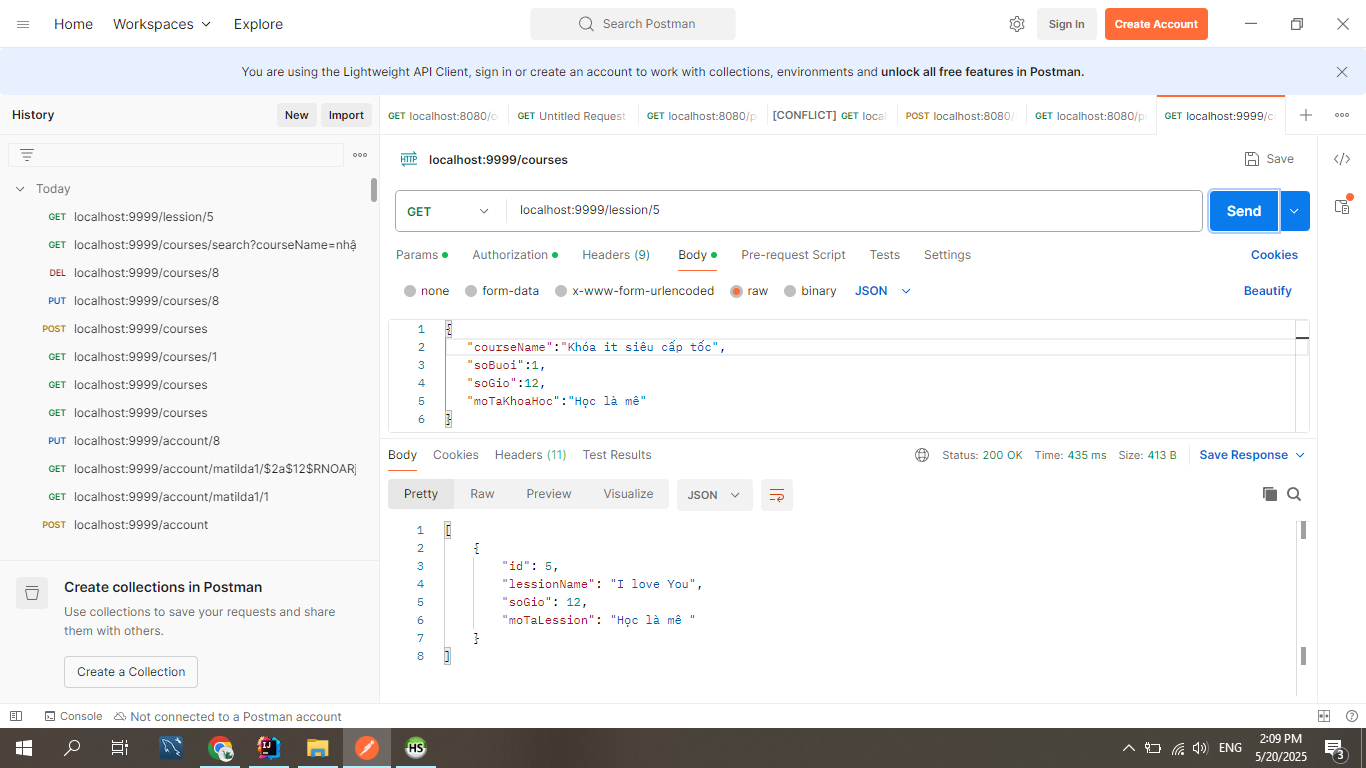 Home Workspaces Explore Search Postman Sign In Create Account
You are using the Lightweight API Client, sign in or create an account to work with collections, environments and unlock all free features in Postman.
History New Import
GET localhost:8080/o GET Untitled Request GET localhost:8080/p [CONFLICT] GET local POST localhost:8080/ GET localhost:8080/p GET localhost:9999/c
HTTP localhost:9999/courses Save
Today
GET localhost:9999/lession/5
GET localhost:9999/courses/search?courseName=nhậ
DEL localhost:9999/courses/8
PUT localhost:9999/courses/8
POST localhost:9999/courses
GET localhost:9999/courses/1
GET localhost:9999/courses
GET localhost:9999/courses
PUT localhost:9999/account/8
GET localhost:9999/account/matilda1/$2a$12$RNOARj
GET localhost:9999/account/matilda1/1
POST localhost:9999/account
Create collections in Postman
Use collections to save your requests and share
them with others.
Create a Collection
GET localhost:9999/lession/5 Send
Params Authorization Headers (9) Body Pre-request Script Tests Settings Cookies
none form-data x-www-form-urlencoded raw binary JSON Beautify
1 {
2 "courseName":"Khóa it siêu cấp tốc",
3 "soBuoi":1,
4 "soGio":12,
5 "moTaKhoaHoc":"Học là mê"
6 }
Body Cookies Headers (11) Test Results Status: 200 OK Time: 435 ms Size: 413 B Save Response
Pretty Raw Preview Visualize JSON
1 [
2 {
3 "id": 5,
4 "lessionName": "I love You",
5 "soGio": 12,
6 "moTaLession": "Học là mê "
7 }
8 ]
Console Not connected to a Postman account
HS ENG 2:09 PM
5/20/2025 3